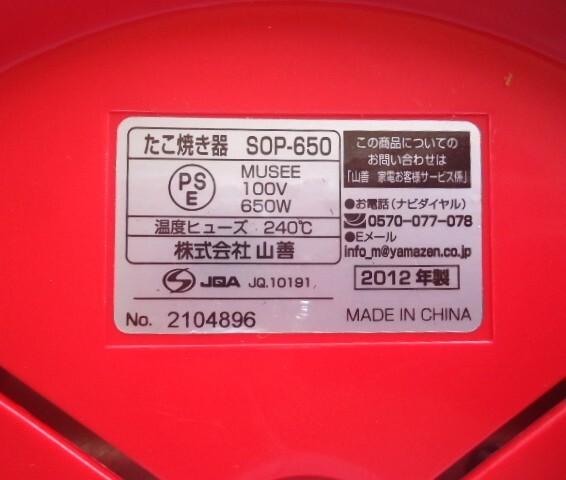 たこ焼き器 SOP-650
PSE
MUSEE
100V
650W
温度ヒューズ 240℃
株式会社山善
JQA JQ.10191
No. 2104896
この商品についての
お問い合わせは
「山善 家電お客様サービス係」
●お電話(ナビダイヤル)
0570-077-078
●Eメール
info_m@yamazen.co.jp
2012年製
MADE IN CHINA